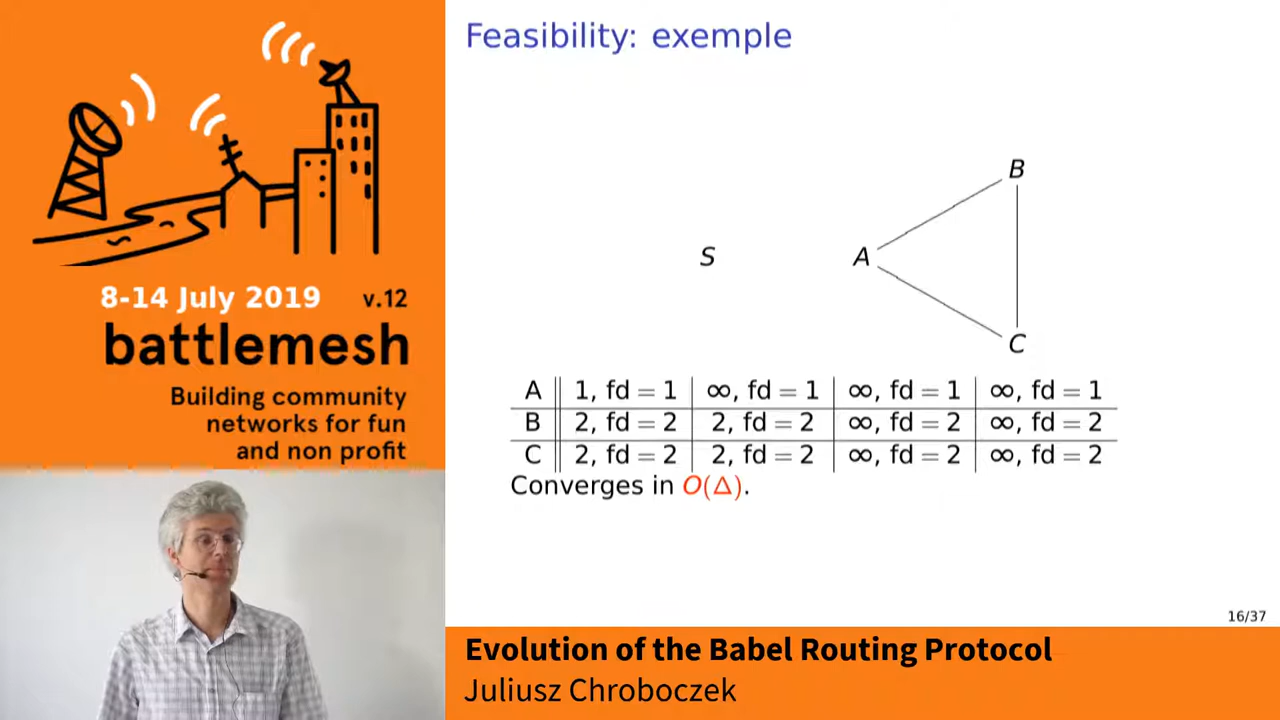 Feasibility: exemple
B
S
A
C
A 1, fd = 1 ∞, fd = 1 ∞, fd = 1 ∞, fd = 1
B 2, fd = 2 2, fd = 2 ∞, fd = 2 ∞, fd = 2
C 2, fd = 2 2, fd = 2 ∞, fd = 2 ∞, fd = 2
Converges in O(Δ).
16/37
8-14 July 2019 v.12
battlemesh
Building community
networks for fun
and non profit
Evolution of the Babel Routing Protocol
Juliusz Chroboczek